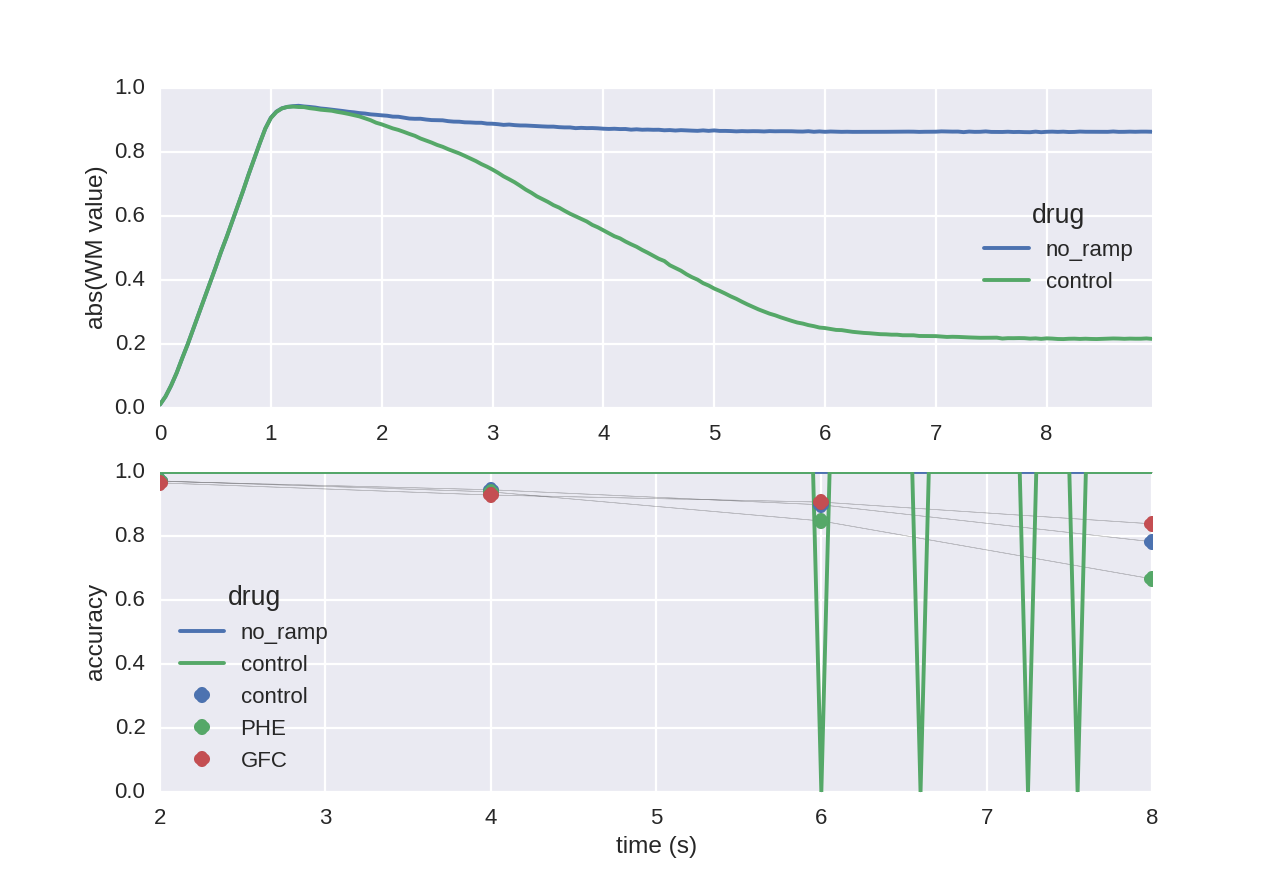 1.0
0.8
0.6
0.4
0.2
0.0
abs(WM value)
drug
no_ramp
control
0 1 2 3 4 5 6 7 8
1.0
0.8
0.6
0.4
0.2
0.0
accuracy
drug
no_ramp
control
control
PHE
GFC
2 3 4 5 6 7 8
time (s)